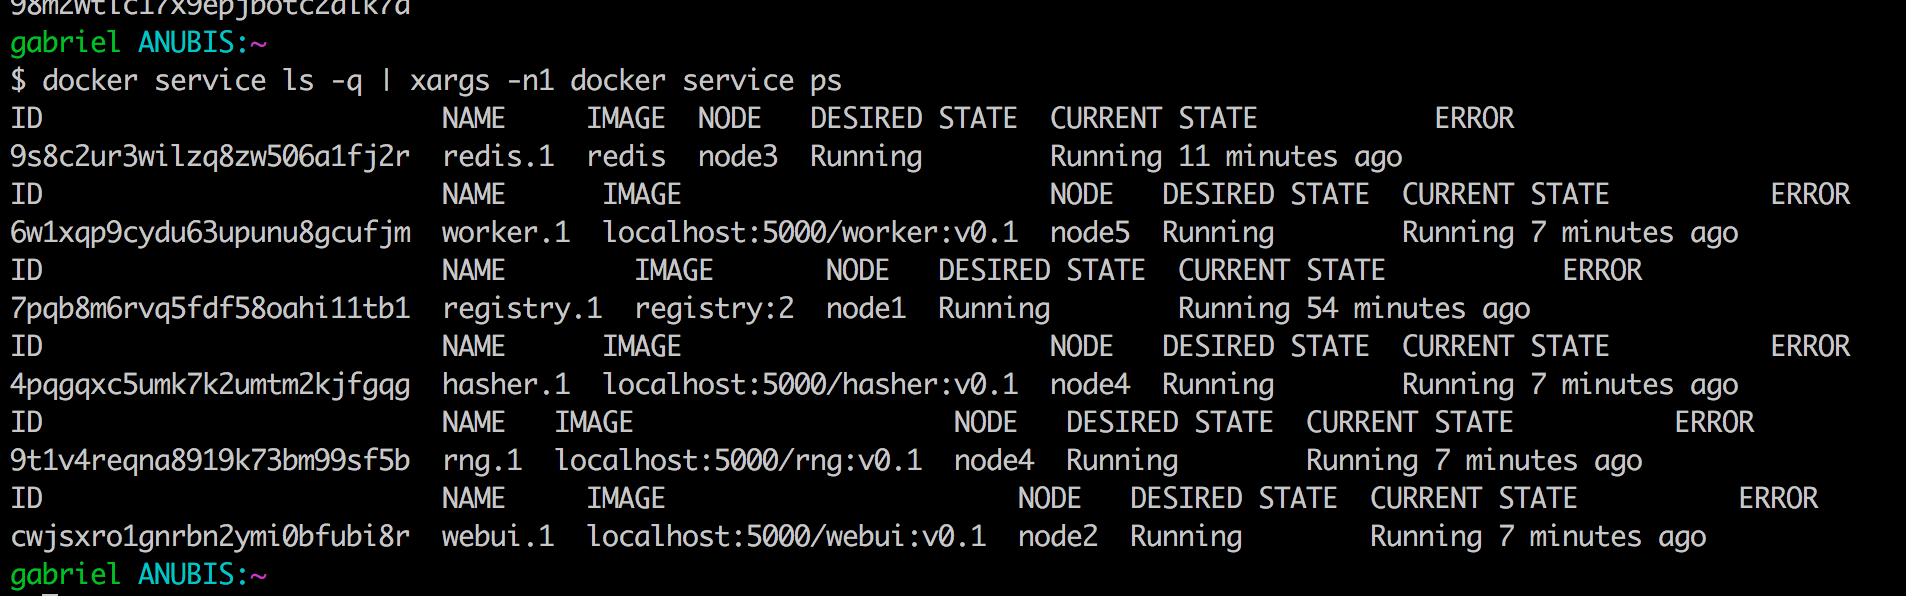 98m2wtlc17x9epjbotc2dlk7d
gabriel ANUBIS:~
$ docker service ls -q | xargs -n1 docker service ps
ID NAME IMAGE NODE DESIRED STATE CURRENT STATE ERROR
9s8c2ur3wilzq8zw506a1fj2r redis.1 redis node3 Running Running 11 minutes ago
ID NAME IMAGE NODE DESIRED STATE CURRENT STATE ERROR
6w1xqp9cydu63upunu8gcufjm worker.1 localhost:5000/worker:v0.1 node5 Running Running 7 minutes ago
ID NAME IMAGE NODE DESIRED STATE CURRENT STATE ERROR
7pqb8m6rvq5fdf58oahi11tb1 registry.1 registry:2 node1 Running Running 54 minutes ago
ID NAME IMAGE NODE DESIRED STATE CURRENT STATE ERROR
4pqgqxc5umk7k2umtm2kjfgqg hasher.1 localhost:5000/hasher:v0.1 node4 Running Running 7 minutes ago
ID NAME IMAGE NODE DESIRED STATE CURRENT STATE ERROR
9t1v4reqna8919k73bm99sf5b rng.1 localhost:5000/rng:v0.1 node4 Running Running 7 minutes ago
ID NAME IMAGE NODE DESIRED STATE CURRENT STATE ERROR
cwjsxro1gnrbn2ymi0bfubi8r webui.1 localhost:5000/webui:v0.1 node2 Running Running 7 minutes ago
gabriel ANUBIS:~